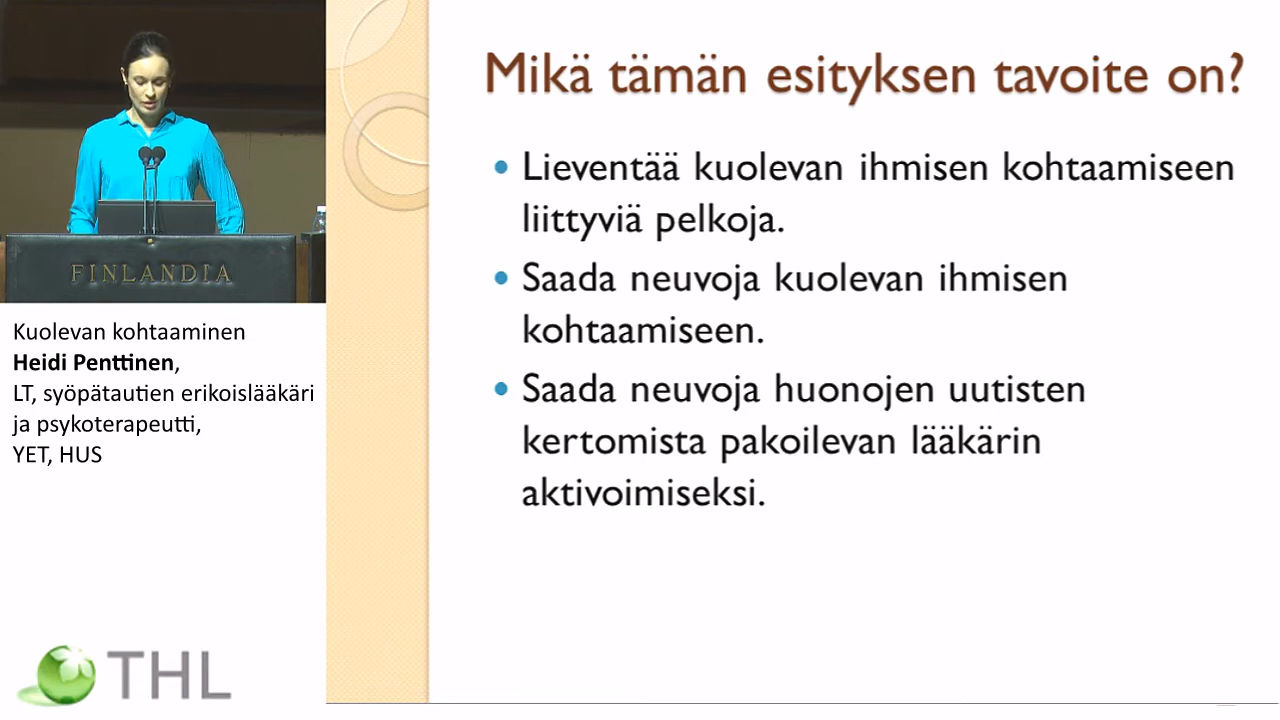 FINLANDIA
Kuolevan kohtaaminen
Heidi Penttinen,
LT, syöpätautien erikoislääkäri
ja psykoterapeutti,
YET, HUS
THL
Mikä tämän esityksen tavoite on?
• Lieventää kuolevan ihmisen kohtaamiseen
liittyviä pelkoja.
• Saada neuvoja kuolevan ihmisen
kohtaamiseen.
• Saada neuvoja huonojen uutisten
kertomista pakoilevan lääkärin
aktivoimiseksi.